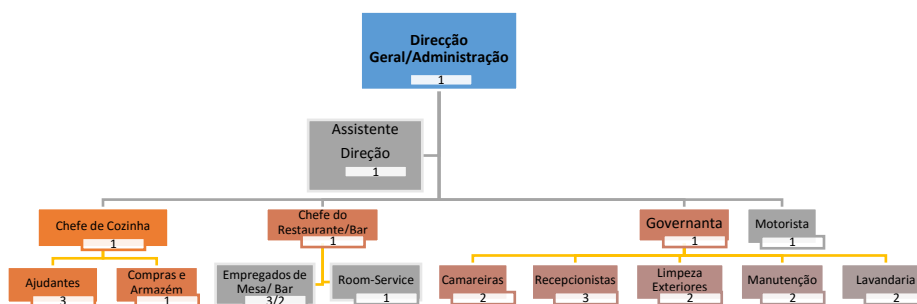 Direcção
Geral/Administração
1
Assistente
Direção
1
Chefe de Cozinha
1
Chefe do
Restaurante/Bar
1
Governanta
1
Motorista
1
Ajudantes
3
Compras e
Armazém
1
Empregados de
Mesa/ Bar
3/2
Room-Service
1
Camareiras
2
Recepcionistas
3
Limpeza
Exteriores
2
Manutenção
2
Lavandaria
2